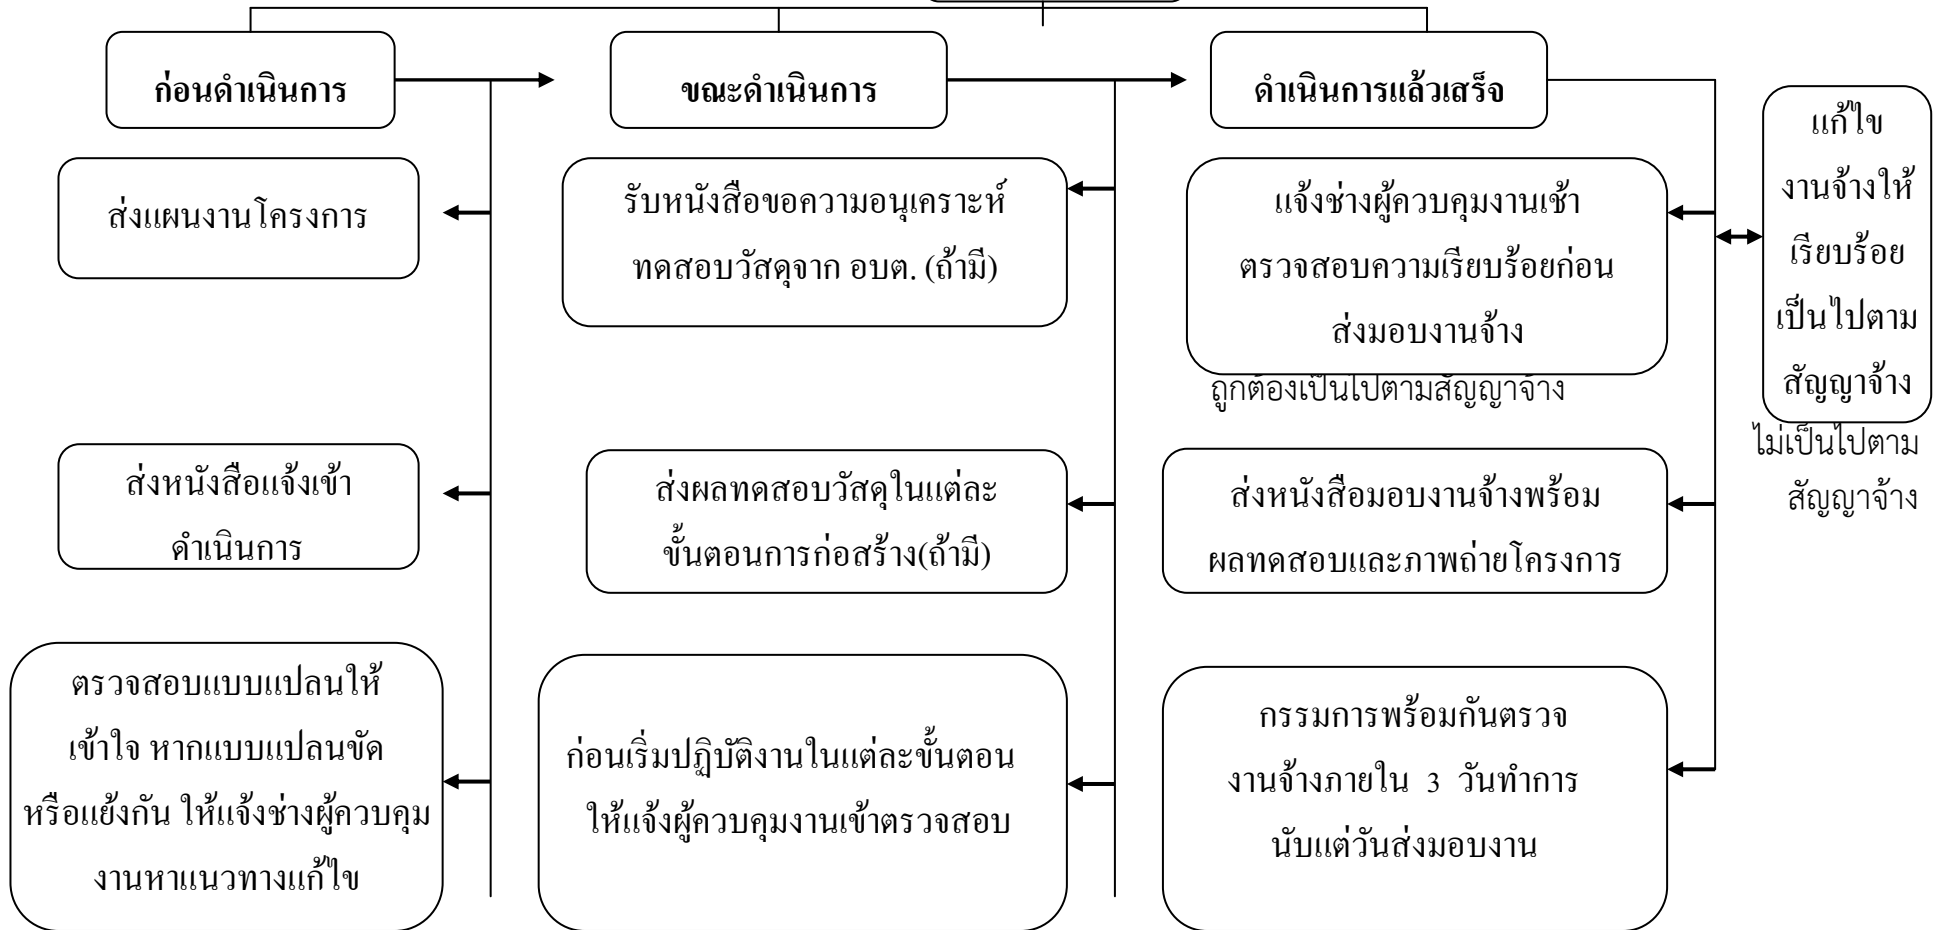 ก่อนดำเนินการ
ขณะดำเนินการ
ดำเนินการแล้วเสร็จ
แก้ไข
งานจ้างให้
เรียบร้อย
เป็นไปตาม
สัญญาจ้าง
ส่งแผนงานโครงการ
รับหนังสือขอความอนุเคราะห์
ทดสอบวัสดุจาก อบต. (ถ้ามี)
แจ้งช่างผู้ควบคุมงานเช้า
ตรวจสอบความเรียบร้อยก่อน
ส่งมอบงานจ้าง
ถูกต้องเป็นไปตามสัญญาจ้าง
ไม่เป็นไปตาม
สัญญาจ้าง
ส่งหนังสือแจ้งเข้า
ดำเนินการ
ส่งผลทดสอบวัสดุในแต่ละ
ขั้นตอนการก่อสร้าง(ถ้ามี)
ส่งหนังสือมอบงานจ้างพร้อม
ผลทดสอบและภาพถ่ายโครงการ
ตรวจสอบแบบแปลนให้
เข้าใจ หากแบบแปลนขัด
หรือแย้งกัน ให้แจ้งช่างผู้ควบคุม
งานหาแนวทางแก้ไข
ก่อนเริ่มปฏิบัติงานในแต่ละขั้นตอน
ให้แจ้งผู้ควบคุมงานเข้าตรวจสอบ
กรรมการพร้อมกันตรวจ
งานจ้างภายใน 3 วันทำการ
นับแต่วันส่งมอบงาน